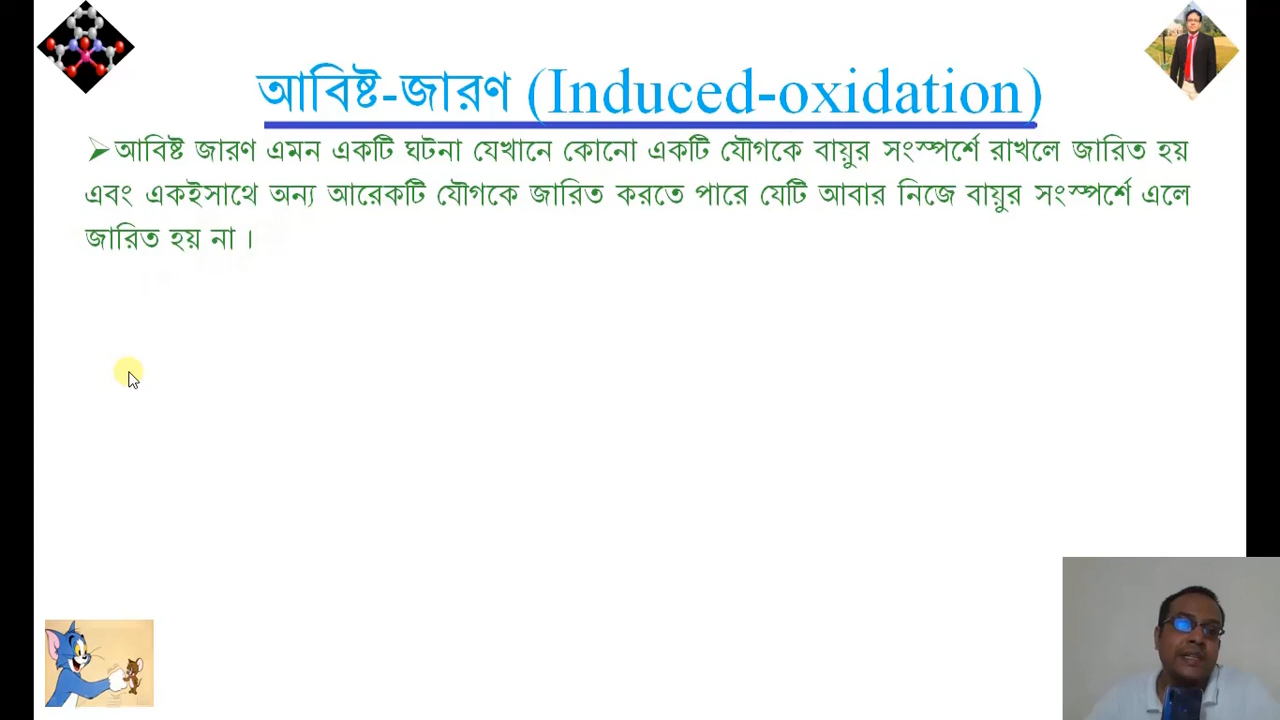 আবিষ্ট-জারণ (Induced-oxidation)
আবিষ্ট জারণ এমন একটি ঘটনা যেখানে কোনো একটি যৌগকে বায়ুর সংস্পর্শে রাখলে জারিত হয়
এবং একইসাথে অন্য আরেকটি যৌগকে জারিত করতে পারে যেটি আবার নিজে বায়ুর সংস্পর্শে এলে
জারিত হয় না।